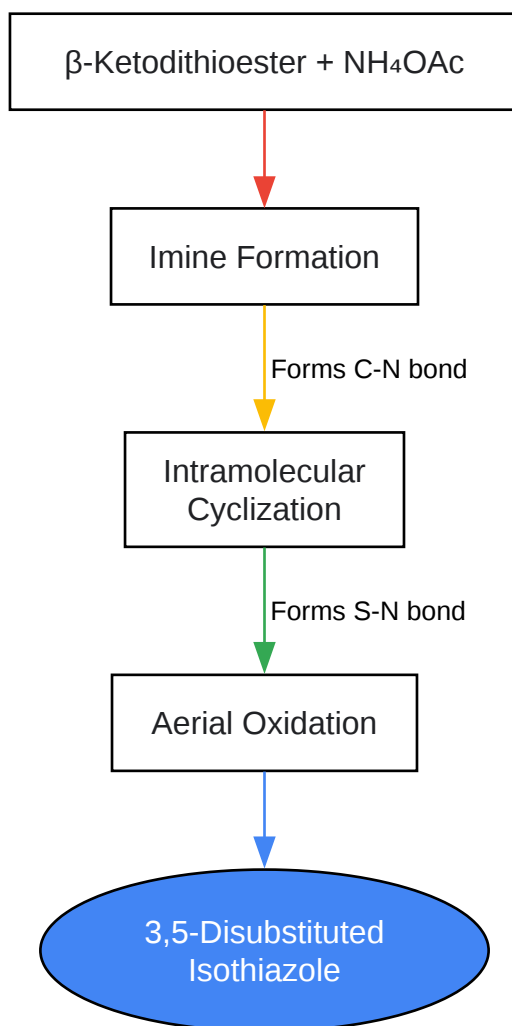 β-Ketodithioester + NH₄OAc
Imine Formation
Forms C-N bond
Intramolecular
Cyclization
Forms S-N bond
Aerial Oxidation
3,5-Disubstituted
Isothiazole